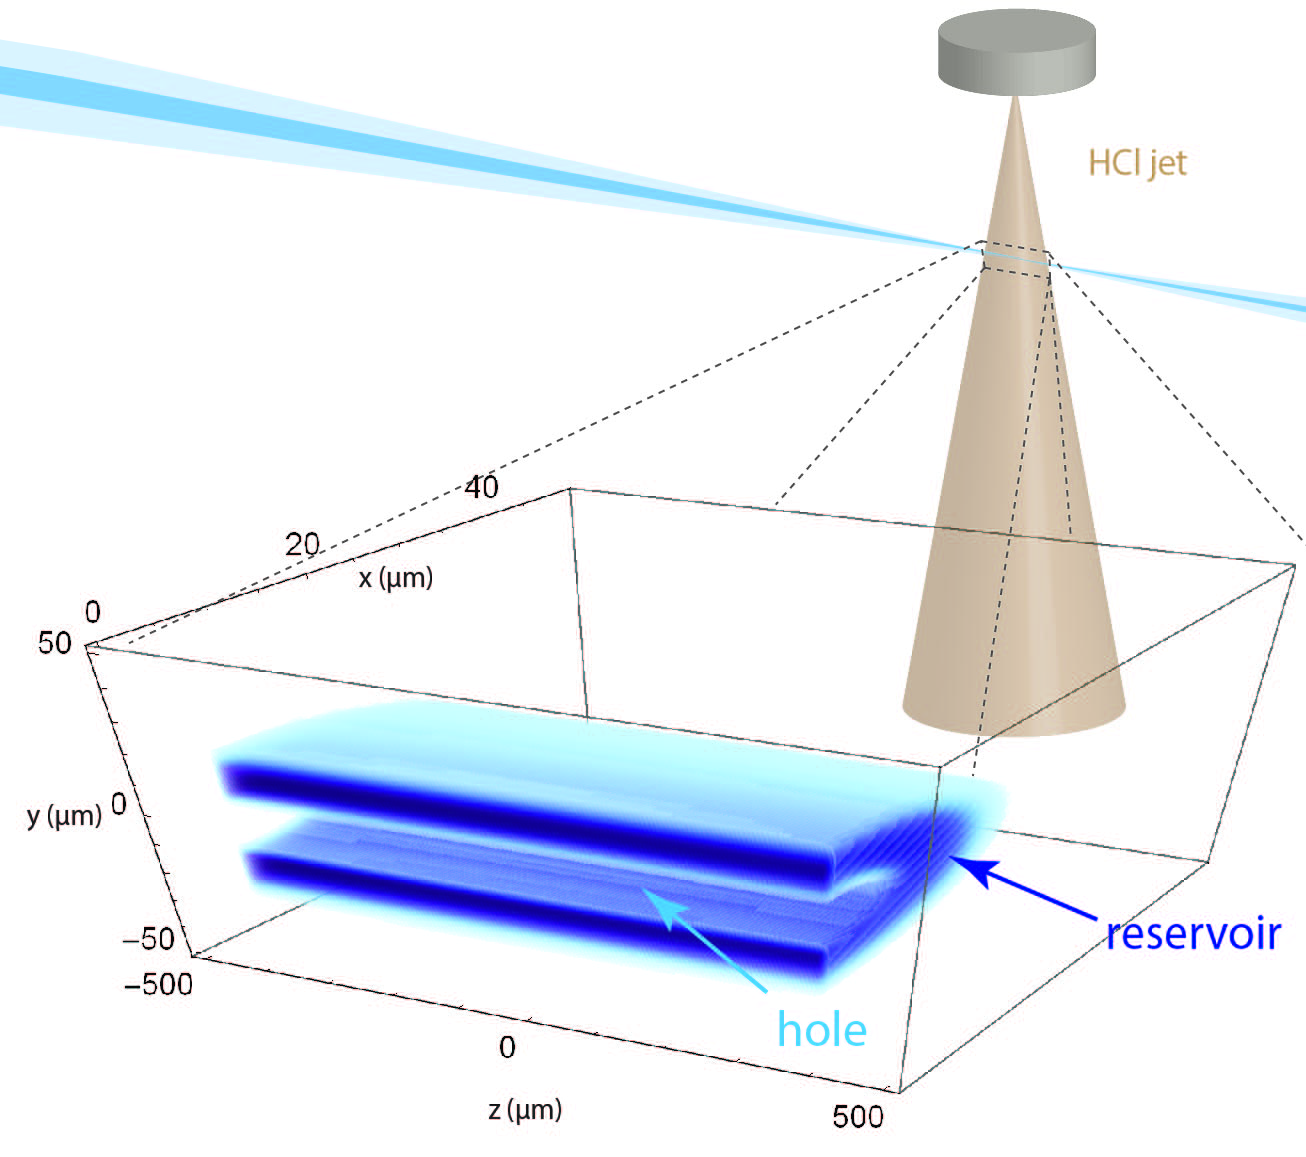 HCl jet
40
20
x (μm)
0
50
y (μm)
0
reservoir
−50
−500
hole
0
z (μm)
500